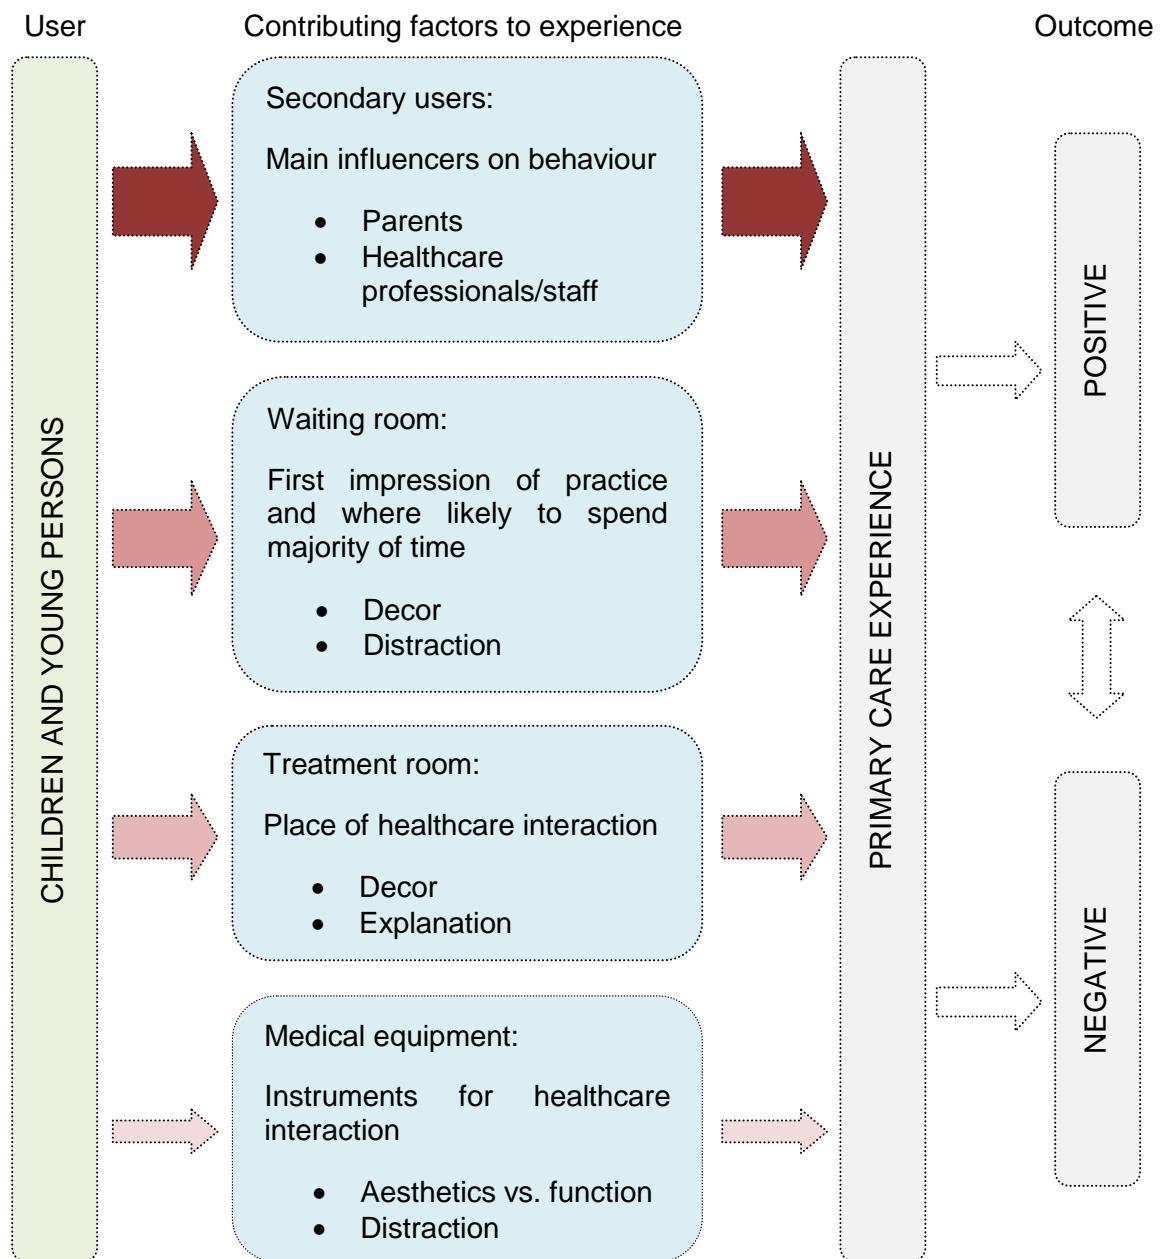 User
Contributing factors to experience
Outcome
CHILDREN AND YOUNG PERSONS
Secondary users:
Main influencers on behaviour
• Parents
• Healthcare
professionals/staff
Waiting room:
First impression of practice
and where likely to spend
majority of time
• Decor
• Distraction
Treatment room:
Place of healthcare interaction
• Decor
• Explanation
Medical equipment:
Instruments for healthcare
interaction
• Aesthetics vs. function
• Distraction
PRIMARY CARE EXPERIENCE
POSITIVE
NEGATIVE